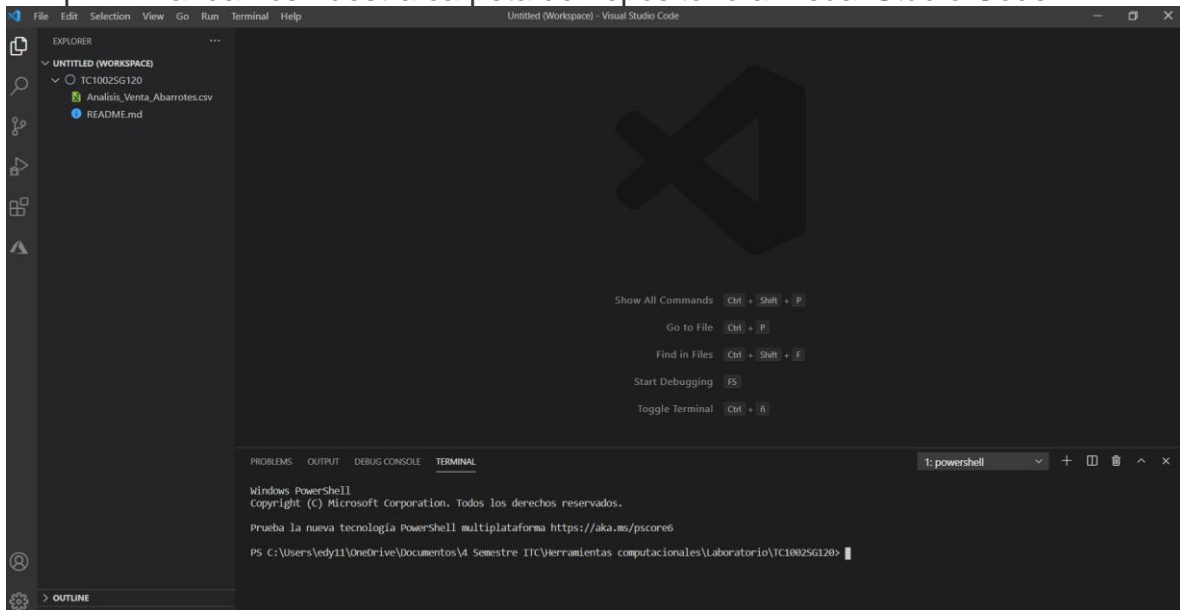 File Edit Selection View Go Run Terminal Help
Untitled (Workspace) - Visual Studio Code
EXPLORER
UNTITLED (WORKSPACE)
TC1002SG120
Analisis_Venta_Abarrotes.csv
README.md
Show All Commands Ctrl + Shift + P
Go to File Ctrl + P
Find in Files Ctrl + Shift + F
Start Debugging F5
Toggle Terminal Ctrl + ñ
PROBLEMS OUTPUT DEBUG CONSOLE TERMINAL
1: powershell
Windows PowerShell
Copyright (C) Microsoft Corporation. Todos los derechos reservados.
Prueba la nueva tecnología PowerShell multiplataforma https://aka.ms/pscore6
PS C:\Users\edy11\OneDrive\Documentos\4 Semestre ITC\Herramientas computacionales\Laboratorio\TC1002SG120>
OUTLINE